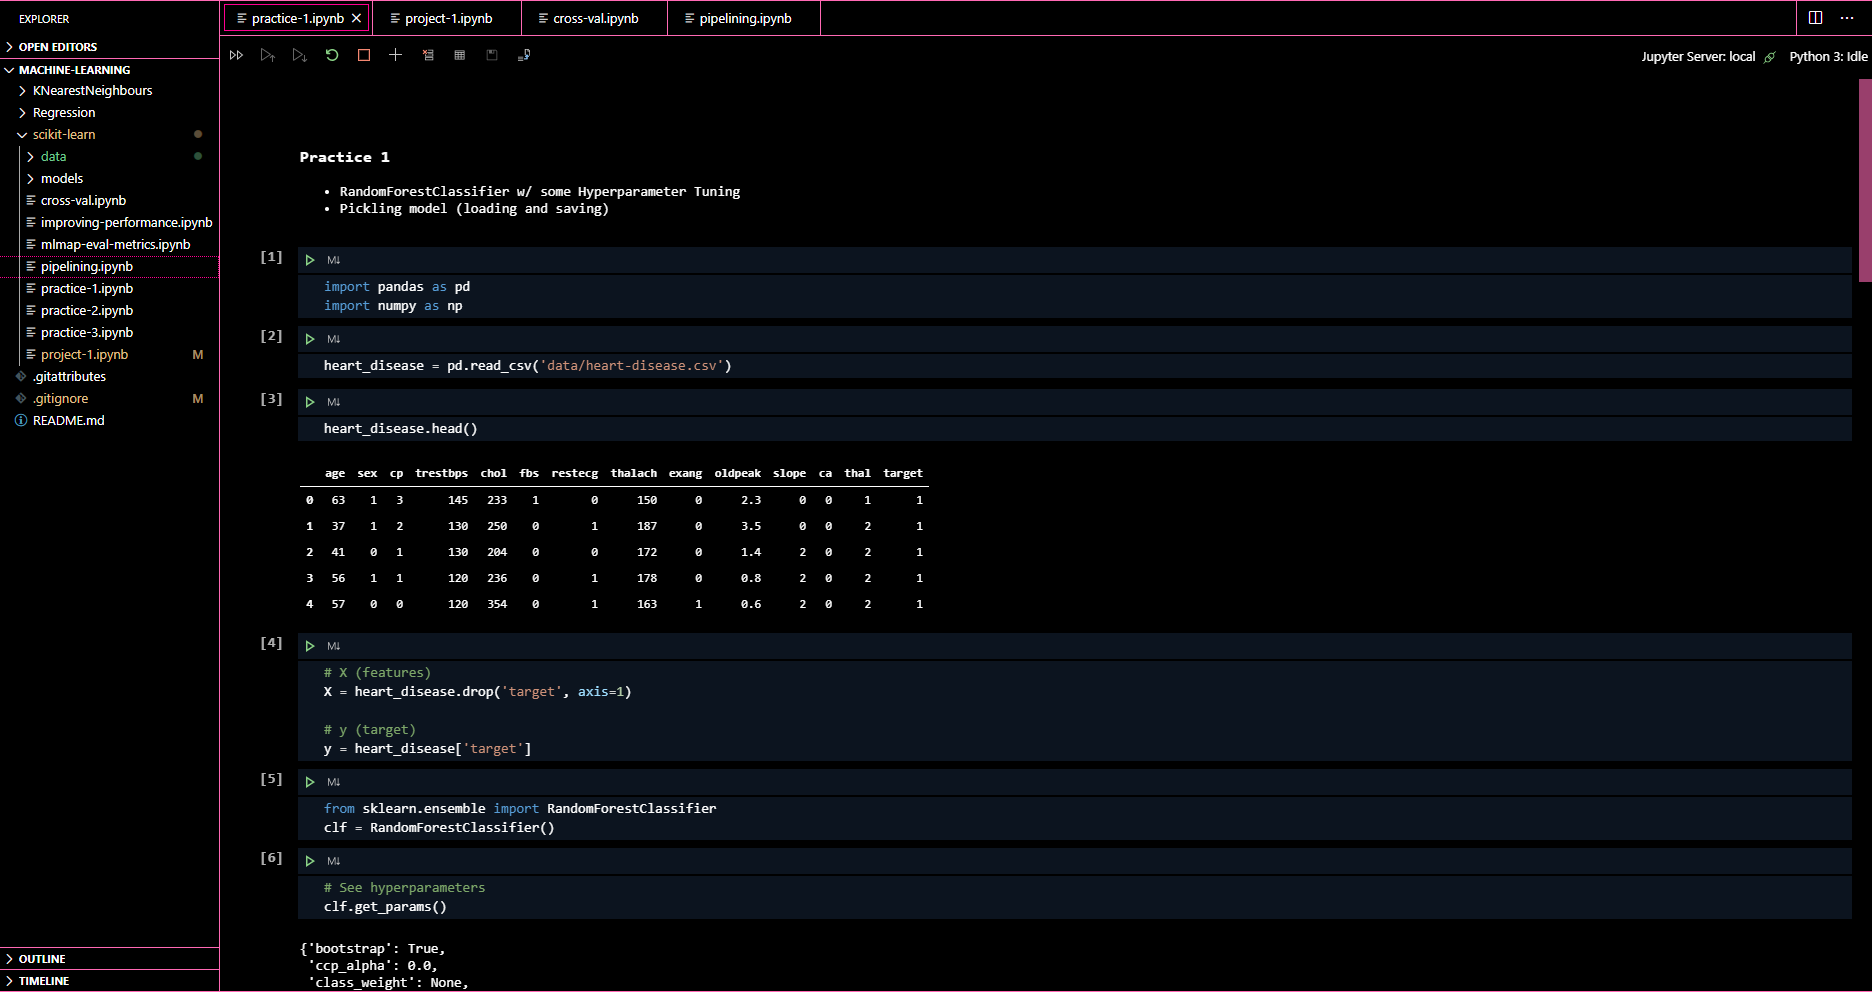 EXPLORER
OPEN EDITORS
MACHINE-LEARNING
KNearestNeighbours
Regression
scikit-learn
data
models
cross-val.ipynb
improving-performance.ipynb
mlmap-eval-metrics.ipynb
pipelining.ipynb
practice-1.ipynb
practice-2.ipynb
practice-3.ipynb
project-1.ipynb M
.gitattributes
.gitignore M
README.md
OUTLINE
TIMELINE
practice-1.ipynb project-1.ipynb cross-val.ipynb pipelining.ipynb
Jupyter Server: local Python 3: Idle
Practice 1
• RandomForestClassifier w/ some Hyperparameter Tuning
• Pickling model (loading and saving)
[1] M↓
import pandas as pd
import numpy as np
[2] M↓
heart_disease = pd.read_csv('data/heart-disease.csv')
[3] M↓
heart_disease.head()
age sex cp trestbps chol fbs restecg thalach exang oldpeak slope ca thal target
0 63 1 3 145 233 1 0 150 0 2.3 0 0 1 1
1 37 1 2 130 250 0 1 187 0 3.5 0 0 2 1
2 41 0 1 130 204 0 0 172 0 1.4 2 0 2 1
3 56 1 1 120 236 0 1 178 0 0.8 2 0 2 1
4 57 0 0 120 354 0 1 163 1 0.6 2 0 2 1
[4] M↓
# X (features)
X = heart_disease.drop('target', axis=1)
# y (target)
y = heart_disease['target']
[5] M↓
from sklearn.ensemble import RandomForestClassifier
clf = RandomForestClassifier()
[6] M↓
# See hyperparameters
clf.get_params()
{'bootstrap': True,
'ccp_alpha': 0.0,
'class_weight': None,